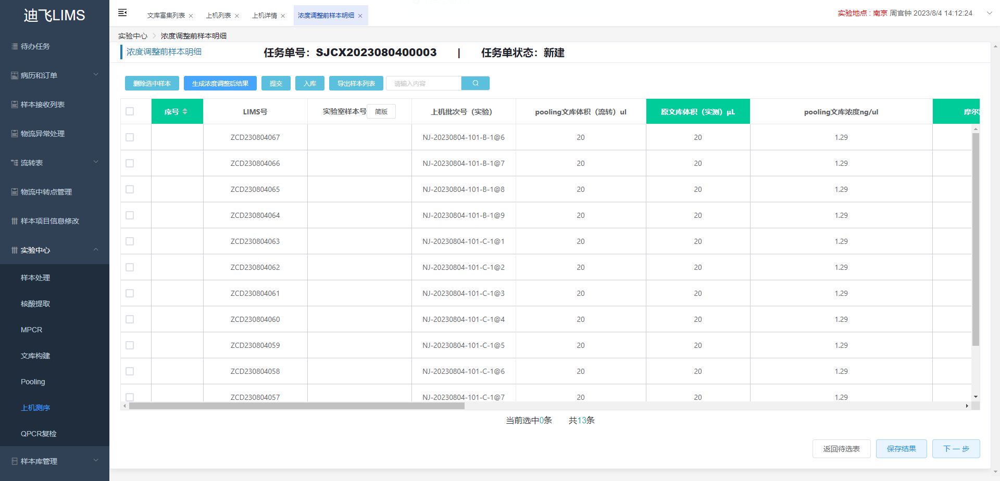 迪飞LIMS
待办任务
病历和订单
样本接收列表
物流异常处理
流转表
物流中转点管理
样本项目信息修改
实验中心
样本处理
核酸提取
MPCR
文库构建
Pooling
上机测序
QPCR复检
样本库管理
文库富集列表
上机列表
上机详情
浓度调整前样本明细
实验地点 : 南京 周官钟 2023/8/4 14:12:24
实验中心 > 浓度调整前样本明细
浓度调整前样本明细 任务单号：SJCX2023080400003 | 任务单状态：新建
删除选中样本 生成浓度调整后结果 提交 入库 导出样本列表 请输入内容
序号 LIMS号 实验室样本号 简版 上机批次号（实验） pooling文库体积（流转）ul 原文库体积（实测）μL pooling文库浓度ng/ul 摩尔
ZCD230804067 NJ-20230804-101-B-1@6 20 20 1.29
ZCD230804066 NJ-20230804-101-B-1@7 20 20 1.29
ZCD230804065 NJ-20230804-101-B-1@8 20 20 1.29
ZCD230804064 NJ-20230804-101-B-1@9 20 20 1.29
ZCD230804063 NJ-20230804-101-C-1@1 20 20 1.29
ZCD230804062 NJ-20230804-101-C-1@2 20 20 1.29
ZCD230804061 NJ-20230804-101-C-1@3 20 20 1.29
ZCD230804060 NJ-20230804-101-C-1@4 20 20 1.29
ZCD230804059 NJ-20230804-101-C-1@5 20 20 1.29
ZCD230804058 NJ-20230804-101-C-1@6 20 20 1.29
ZCD230804057 NJ-20230804-101-C-1@7 20 20 1.29
当前选中0条 共13条
返回待选表 保存结果 下 一 步